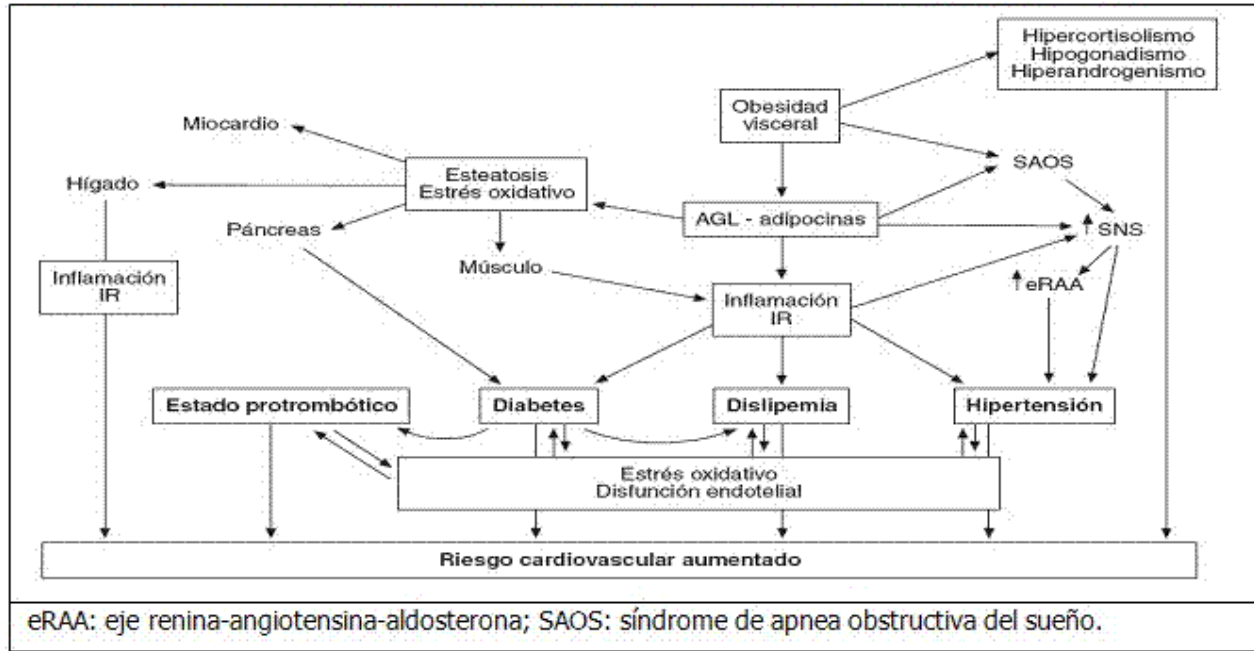 Hipercortisolismo
Hipogonadismo
Hiperandrogenismo
Obesidad
visceral
Miocardio
SAOS
Hígado
Esteatosis
Estrés oxidativo
AGL - adipocinas
SNS
Páncreas
Músculo
eRAA
Inflamación
IR
Inflamación
IR
Estado protrombótico
Diabetes
Dislipemia
Hipertensión
Estrés oxidativo
Disfunción endotelial
Riesgo cardiovascular aumentado
eRAA: eje renina-angiotensina-aldosterona; SAOS: síndrome de apnea obstructiva del sueño.